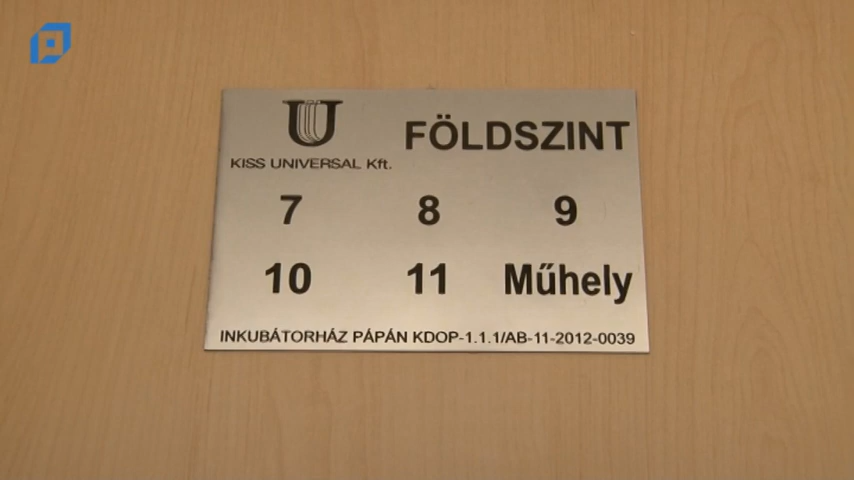 U
FÖLDSZINT
KISS UNIVERSAL Kft.
7 8 9
10 11 Műhely
INKUBÁTORHÁZ PÁPÁN KDOP-1.1.1/AB-11-2012-0039